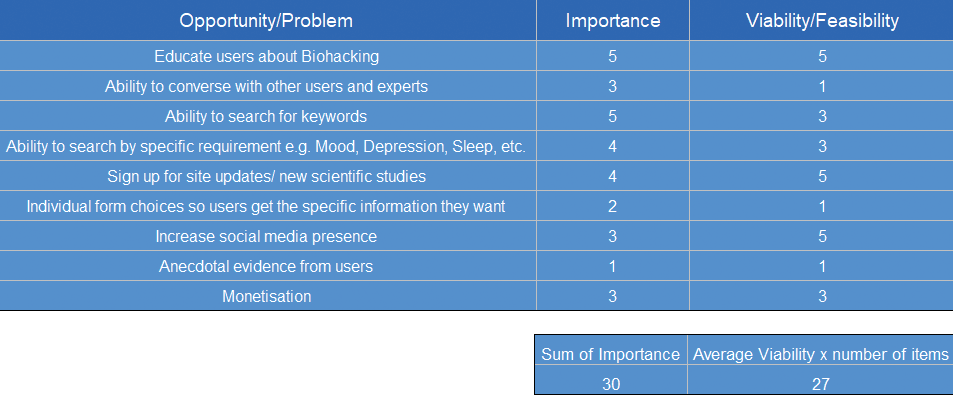 Opportunity/Problem Importance Viability/Feasibility
Educate users about Biohacking 5 5
Ability to converse with other users and experts 3 1
Ability to search for keywords 5 3
Ability to search by specific requirement e.g. Mood, Depression, Sleep, etc. 4 3
Sign up for site updates/ new scientific studies 4 5
Individual form choices so users get the specific information they want 2 1
Increase social media presence 3 5
Anecdotal evidence from users 1 1
Monetisation 3 3
Sum of Importance Average Viability x number of items
30 27